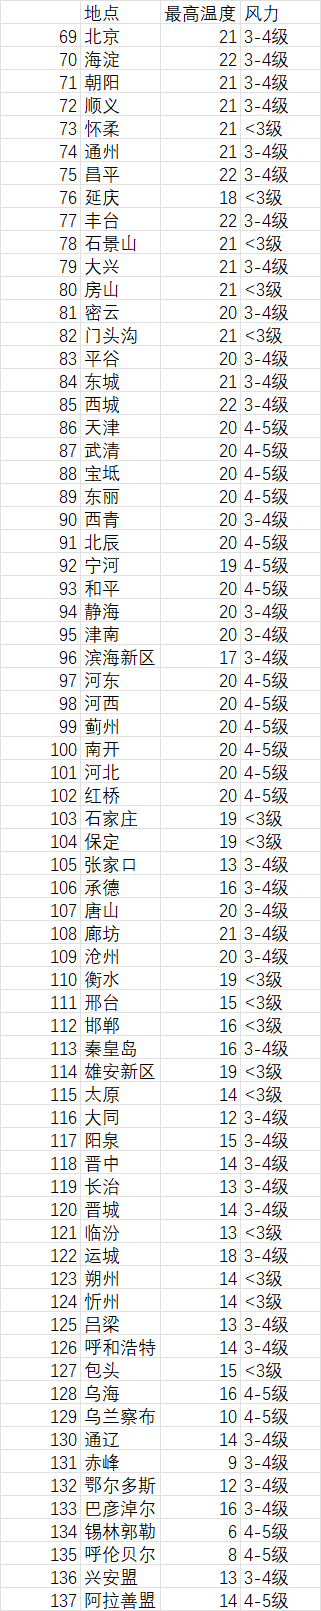 地点 最高温度 风力
69 北京 21 3-4级
70 海淀 22 3-4级
71 朝阳 21 3-4级
72 顺义 21 3-4级
73 怀柔 21 <3级
74 通州 21 3-4级
75 昌平 22 3-4级
76 延庆 18 <3级
77 丰台 22 3-4级
78 石景山 21 <3级
79 大兴 21 3-4级
80 房山 21 <3级
81 密云 20 3-4级
82 门头沟 21 <3级
83 平谷 20 3-4级
84 东城 21 3-4级
85 西城 22 3-4级
86 天津 20 4-5级
87 武清 20 4-5级
88 宝坻 20 4-5级
89 东丽 20 4-5级
90 西青 20 3-4级
91 北辰 20 4-5级
92 宁河 19 4-5级
93 和平 20 4-5级
94 静海 20 3-4级
95 津南 20 3-4级
96 滨海新区 17 3-4级
97 河东 20 4-5级
98 河西 20 4-5级
99 蓟州 20 4-5级
100 南开 20 4-5级
101 河北 20 4-5级
102 红桥 20 4-5级
103 石家庄 19 <3级
104 保定 19 <3级
105 张家口 13 3-4级
106 承德 16 3-4级
107 唐山 20 3-4级
108 廊坊 21 3-4级
109 沧州 20 3-4级
110 衡水 19 <3级
111 邢台 15 <3级
112 邯郸 16 <3级
113 秦皇岛 16 3-4级
114 雄安新区 19 <3级
115 太原 14 <3级
116 大同 12 3-4级
117 阳泉 15 3-4级
118 晋中 14 3-4级
119 长治 13 3-4级
120 晋城 14 3-4级
121 临汾 13 <3级
122 运城 18 3-4级
123 朔州 14 <3级
124 忻州 14 <3级
125 吕梁 13 3-4级
126 呼和浩特 14 3-4级
127 包头 15 <3级
128 乌海 16 4-5级
129 乌兰察布 10 4-5级
130 通辽 14 3-4级
131 赤峰 9 3-4级
132 鄂尔多斯 12 3-4级
133 巴彦淖尔 16 3-4级
134 锡林郭勒 6 4-5级
135 呼伦贝尔 8 4-5级
136 兴安盟 13 3-4级
137 阿拉善盟 14 4-5级